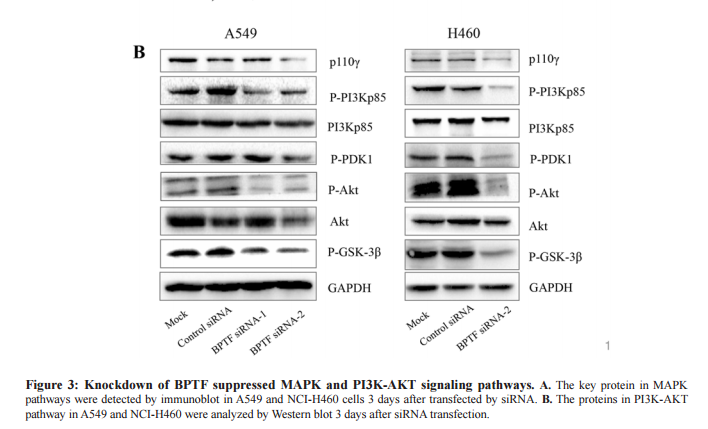 A549 H460
B
p110γ p110γ
P-PI3Kp85 P-PI3Kp85
PI3Kp85 PI3Kp85
P-PDK1 P-PDK1
P-Akt P-Akt
Akt Akt
P-GSK-3β P-GSK-3β
GAPDH GAPDH
Mock Control siRNA BPTF siRNA-1 BPTF siRNA-2 Mock Control siRNA BPTF siRNA-2
1
Figure 3: Knockdown of BPTF suppressed MAPK and PI3K-AKT signaling pathways. A. The key protein in MAPK
pathways were detected by immunoblot in A549 and NCI-H460 cells 3 days after transfected by siRNA. B. The proteins in PI3K-AKT
pathway in A549 and NCI-H460 were analyzed by Western blot 3 days after siRNA transfection.